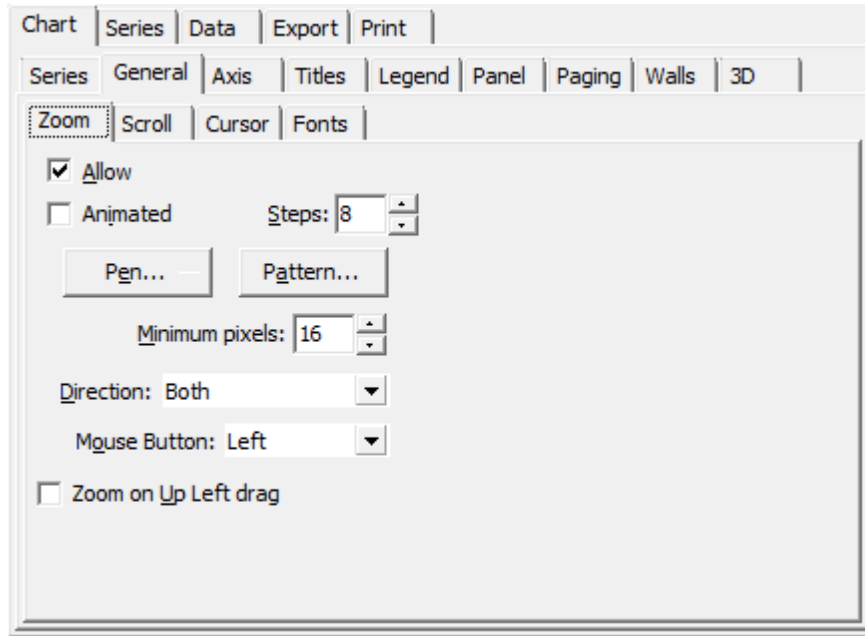 Chart Series Data Export Print
Series General Axis Titles Legend Panel Paging Walls 3D
Zoom Scroll Cursor Fonts
Allow
Animated Steps: 8
Pen... Pattern...
Minimum pixels: 16
Direction: Both
Mouse Button: Left
Zoom on Up Left drag